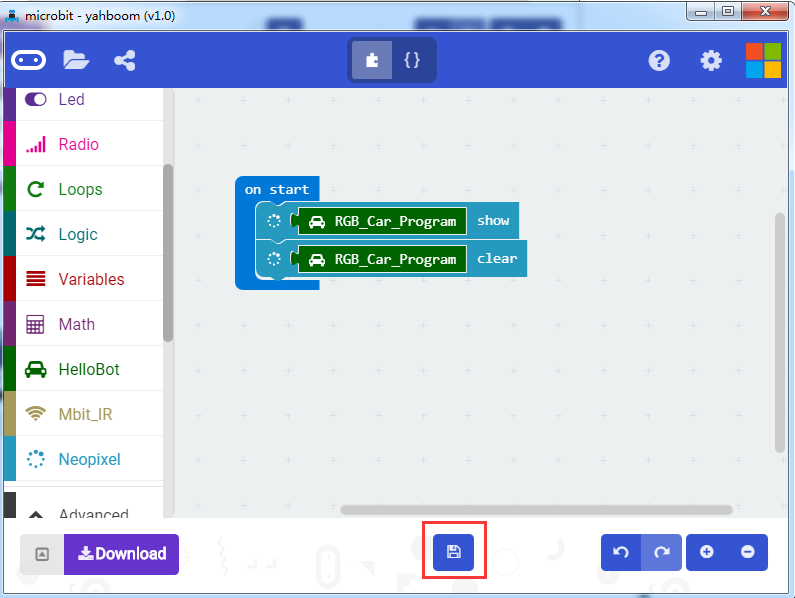 microbit - yahboom (v1.0)
{ }
?
Led
Radio
Loops
Logic
Variables
Math
HelloBot
Mbit_IR
Neopixel
Advanced
on start
RGB_Car_Program show
RGB_Car_Program clear
Download